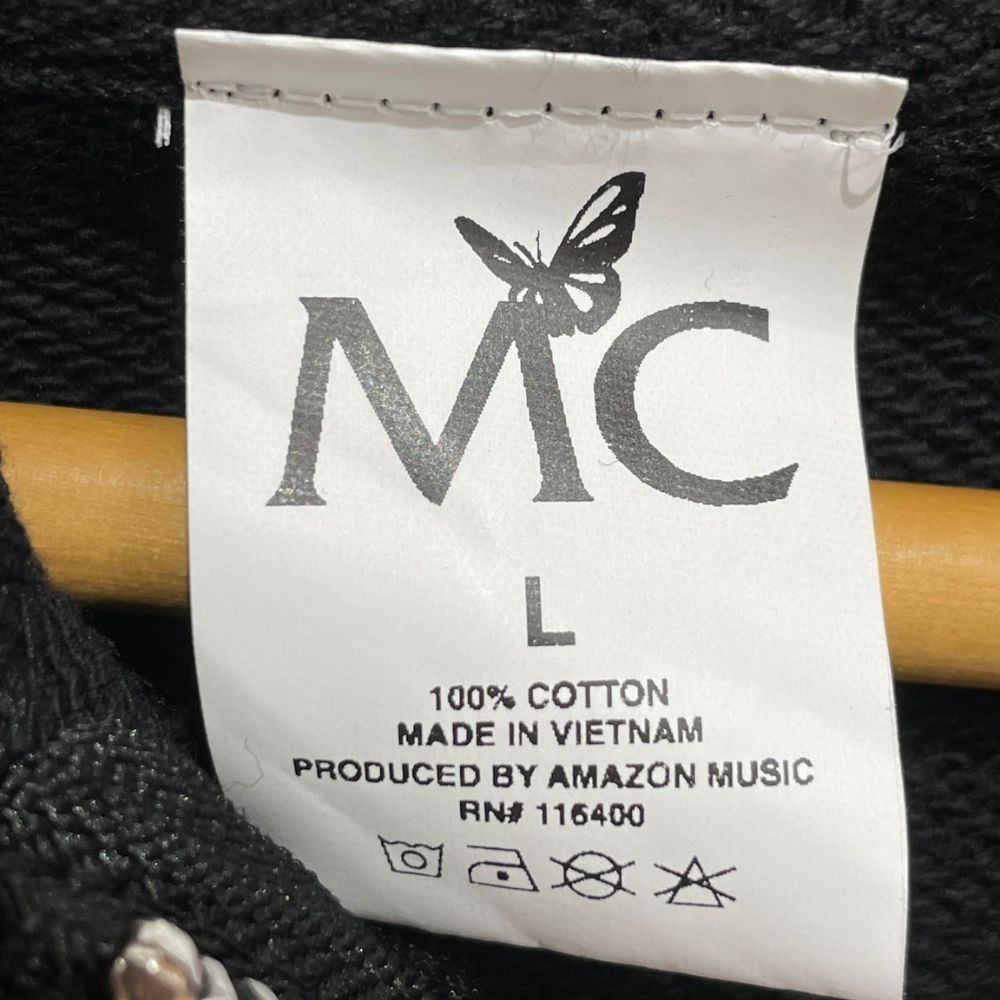 MC
L
100% COTTON
MADE IN VIETNAM
PRODUCED BY AMAZON MUSIC
RN# 116400